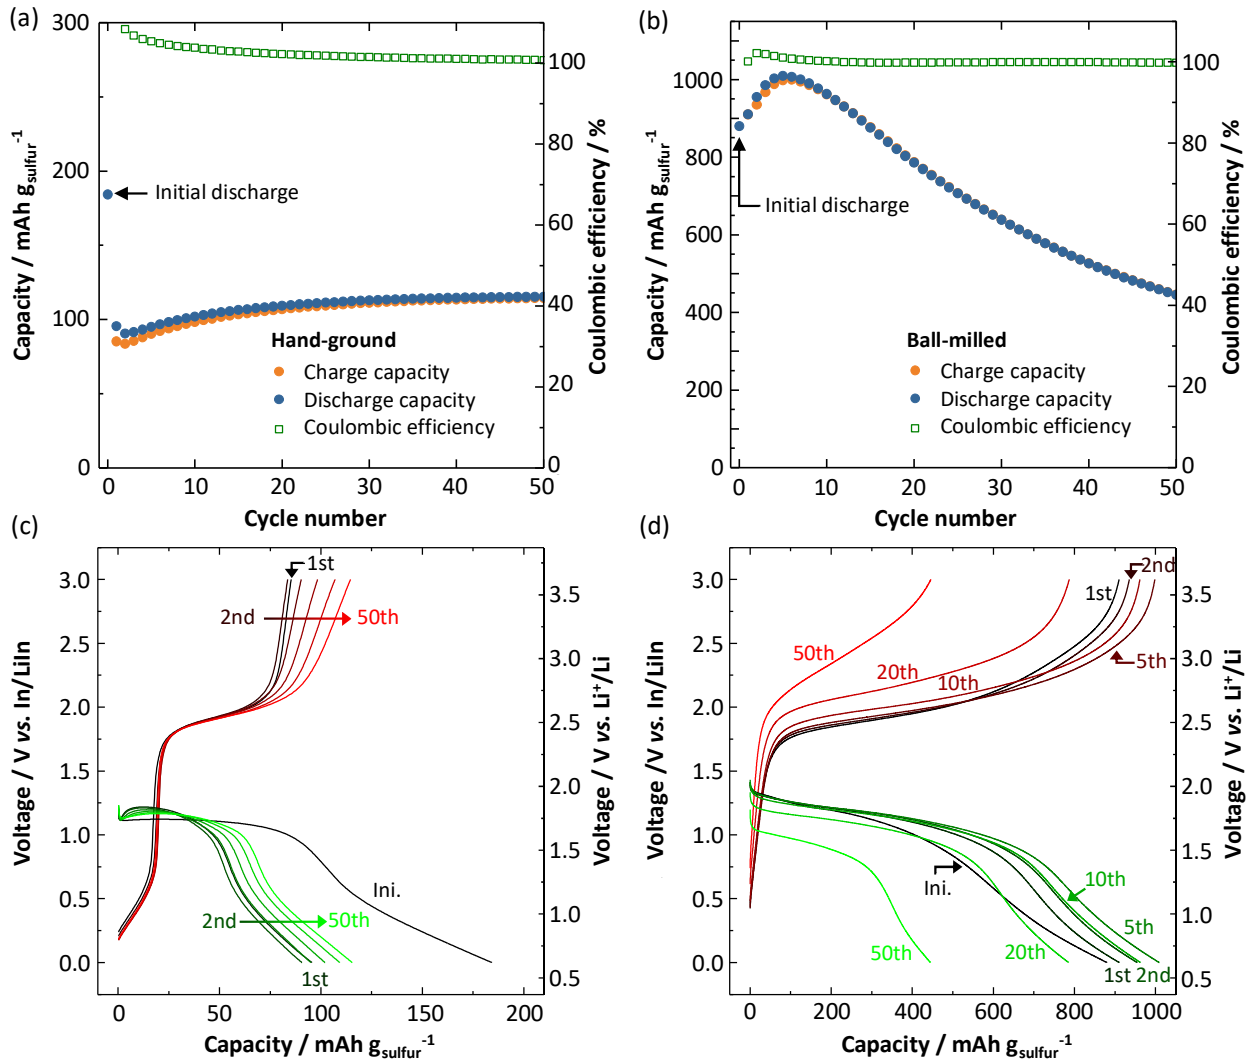 (a)
300
200
100
0
Capacity / mAh g_sulfur^-1
100
80
60
40
20
0
Coulombic efficiency / %
Initial discharge
Hand-ground
Charge capacity
Discharge capacity
Coulombic efficiency
0 10 20 30 40 50
Cycle number
(b)
1000
800
600
400
200
0
Capacity / mAh g_sulfur^-1
100
80
60
40
20
0
Coulombic efficiency / %
Initial discharge
Ball-milled
Charge capacity
Discharge capacity
Coulombic efficiency
0 10 20 30 40 50
Cycle number
(c)
3.0
2.5
2.0
1.5
1.0
0.5
0.0
Voltage / V vs. In/LiIn
3.5
3.0
2.5
2.0
1.5
1.0
0.5
Voltage / V vs. Li⁺/Li
1st
2nd
50th
Ini.
2nd
50th
1st
0 50 100 150 200
Capacity / mAh g_sulfur^-1
(d)
3.0
2.5
2.0
1.5
1.0
0.5
0.0
Voltage / V vs. In/LiIn
3.5
3.0
2.5
2.0
1.5
1.0
0.5
Voltage / V vs. Li⁺/Li
2nd
1st
50th
20th
10th
5th
Ini.
10th
5th
50th
20th
1st 2nd
0 200 400 600 800 1000
Capacity / mAh g_sulfur^-1